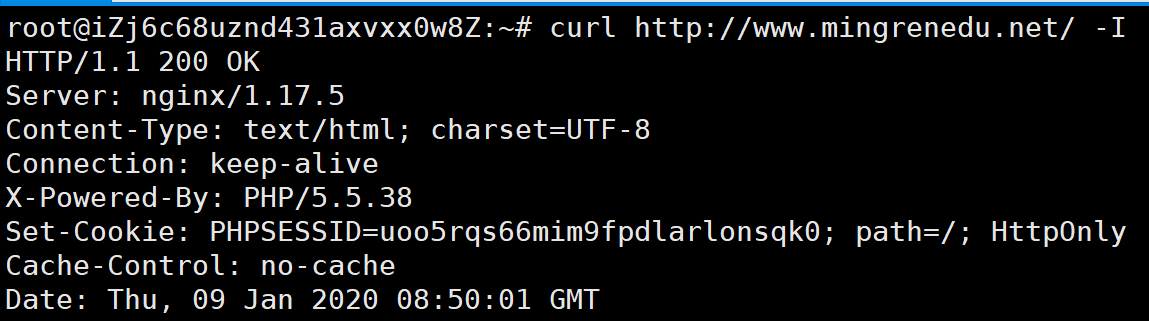 root@iZj6c68uznd431axvxx0w8Z:~# curl http://www.mingrenedu.net/ -I
HTTP/1.1 200 OK
Server: nginx/1.17.5
Content-Type: text/html; charset=UTF-8
Connection: keep-alive
X-Powered-By: PHP/5.5.38
Set-Cookie: PHPSESSID=uoo5rqs66mim9fpdlarlonsqk0; path=/; HttpOnly
Cache-Control: no-cache
Date: Thu, 09 Jan 2020 08:50:01 GMT